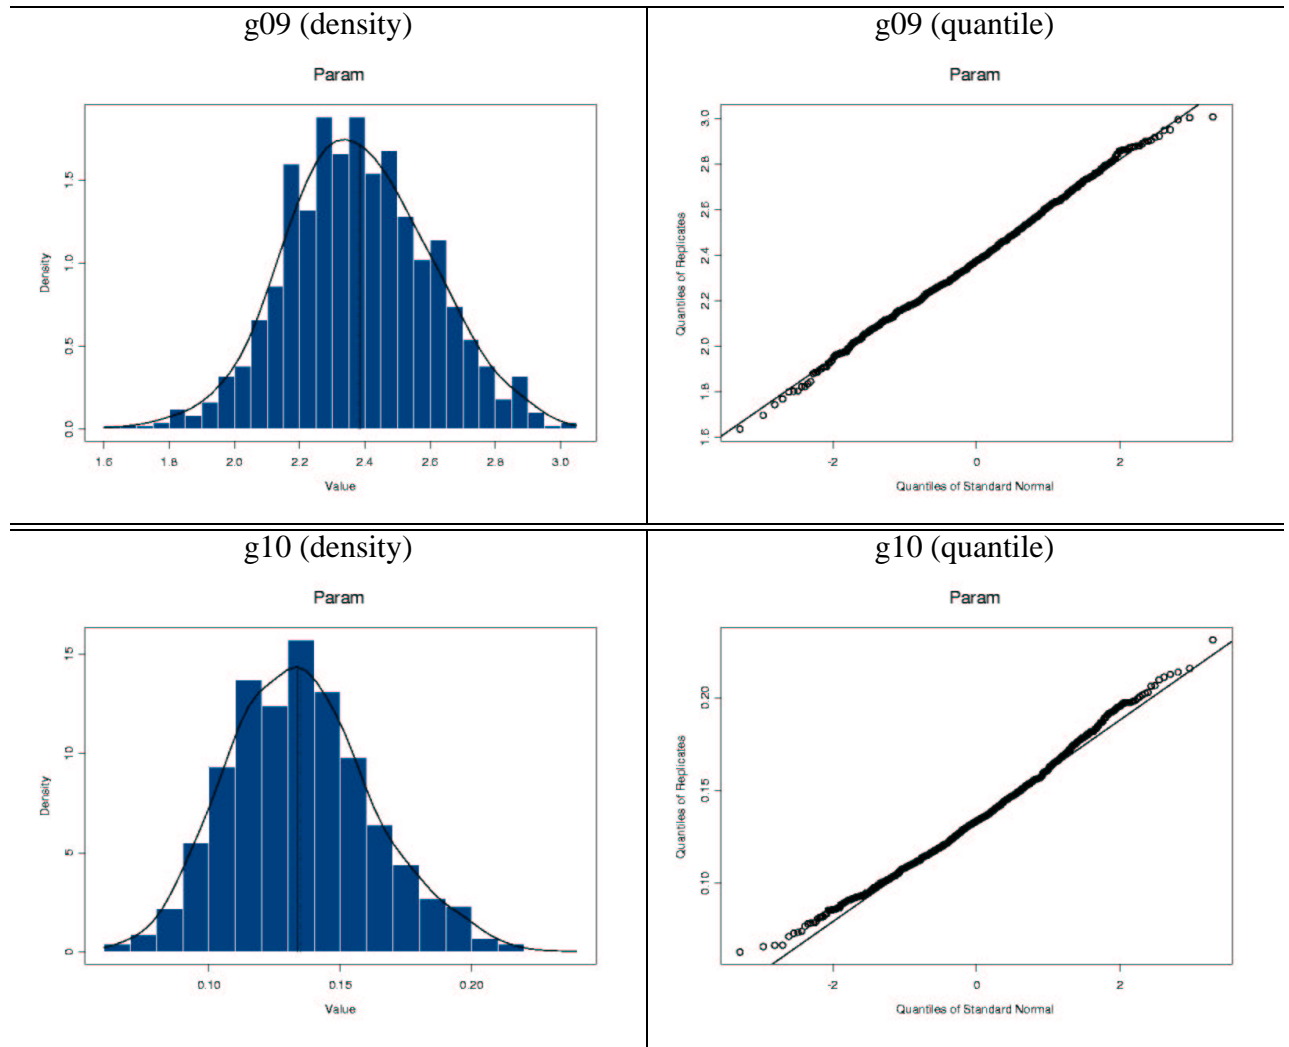 g09 (density)
g09 (quantile)
Param
Density
0.0 0.5 1.0 1.5
1.6 1.8 2.0 2.2 2.4 2.6 2.8 3.0
Value
Param
Quantiles of Replicates
1.6 1.8 2.0 2.2 2.4 2.6 2.8 3.0
-2 0 2
Quantiles of Standard Normal
g10 (density)
g10 (quantile)
Param
Density
0 5 10 15
0.10 0.15 0.20
Value
Param
Quantiles of Replicates
0.10 0.15 0.20
-2 0 2
Quantiles of Standard Normal